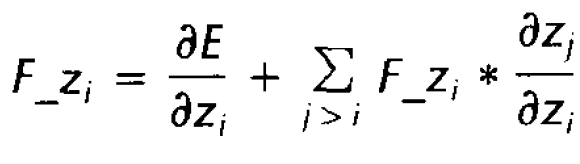 F_z_i = ∂E/∂z_i + Σ_{j > i} F_z_i * ∂z_j/∂z_i